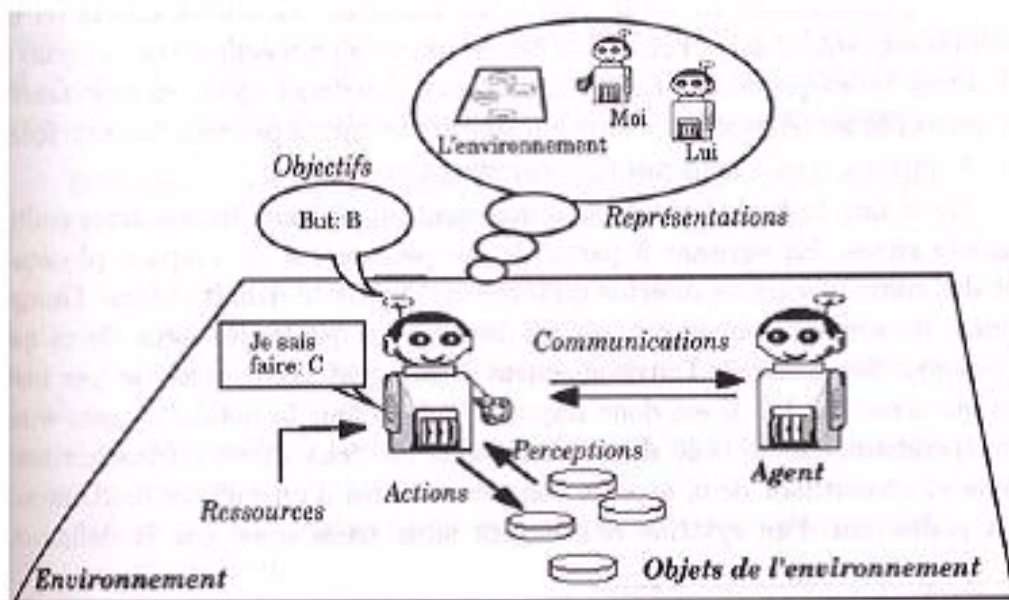 Moi
L'environnement
Lui
Objectifs
But: B
Représentations
Je sais
faire: C
Communications
Perceptions
Agent
Actions
Ressources
Environnement
Objets de l'environnement